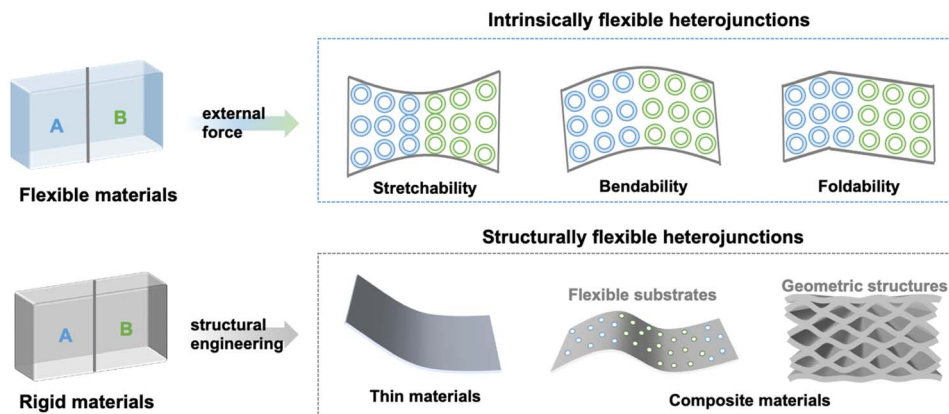 Intrinsically flexible heterojunctions
A
B
external
force
Flexible materials
Stretchability
Bendability
Foldability
Structurally flexible heterojunctions
A
B
structural
engineering
Rigid materials
Flexible substrates
Geometric structures
Thin materials
Composite materials